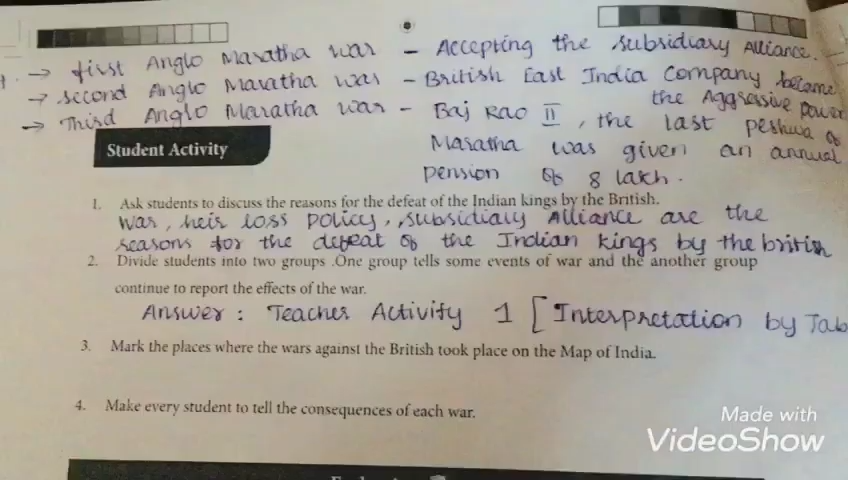 → first Anglo Maratha war - Accepting the subsidiary Alliance.
→ second Anglo Maratha war - British East India Company became the Aggressive power
→ Third Anglo Maratha war - Baj Rao II, the last peshwa of
Maratha was given an annual
pension of 8 lakh.
Student Activity
1. Ask students to discuss the reasons for the defeat of the Indian kings by the British.
War, heir loss policy, subsidiary Alliance are the
reasons for the defeat of the Indian kings by the british
2. Divide students into two groups .One group tells some events of war and the another group
continue to report the effects of the war.
Answer: Teacher Activity 1 [Interpretation by Tab
3. Mark the places where the wars against the British took place on the Map of India.
4. Make every student to tell the consequences of each war.
Made with
VideoShow